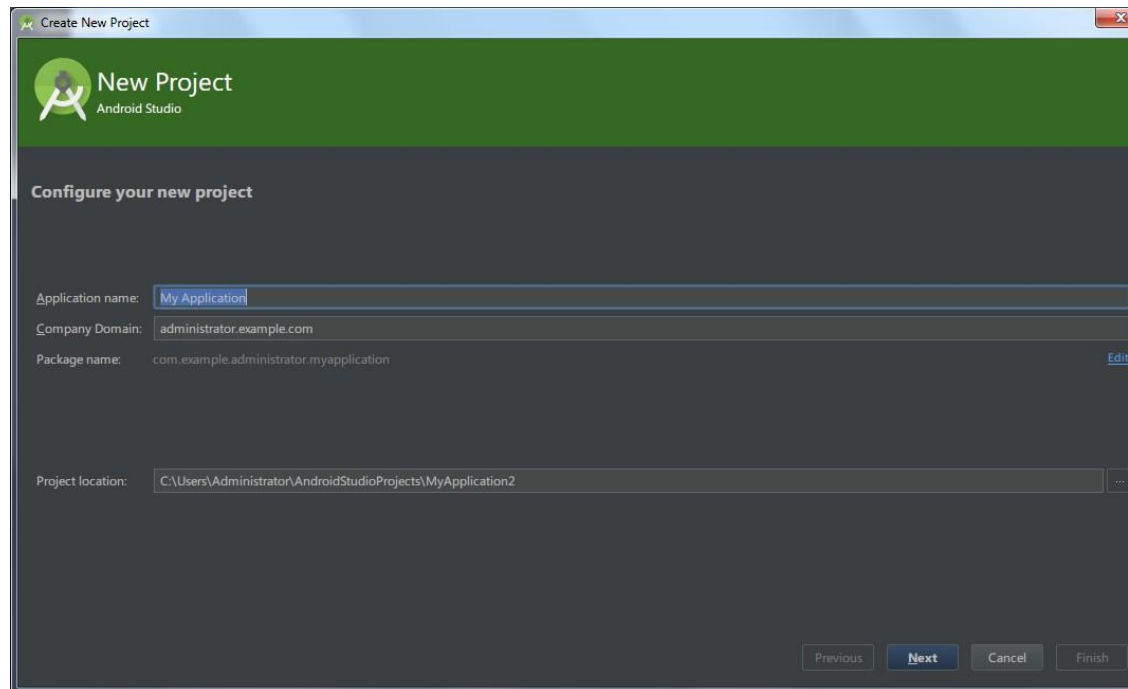 Create New Project
New Project
Android Studio
Configure your new project
Application name: My Application
Company Domain: administrator.example.com
Package name: com.example.administrator.myapplication Edit
Project location: C:\Users\Administrator\AndroidStudioProjects\MyApplication2 ...
Previous Next Cancel Finish